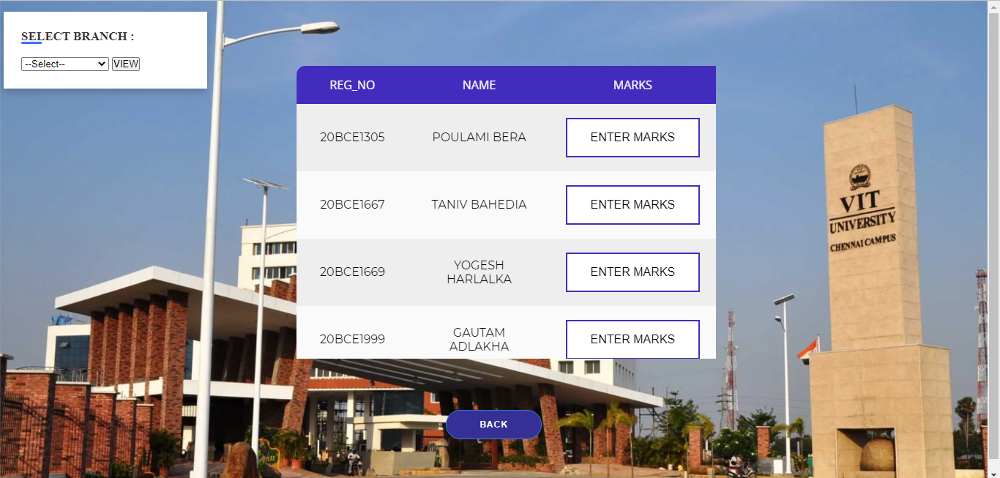 SELECT BRANCH :
--Select-- VIEW
REG_NO NAME MARKS
20BCE1305 POULAMI BERA ENTER MARKS
20BCE1667 TANIV BAHEDIA ENTER MARKS
20BCE1669 YOGESH HARLALKA ENTER MARKS
20BCE1999 GAUTAM ADLAKHA ENTER MARKS
BACK
VIT
UNIVERSITY
CHENNAI CAMPUS